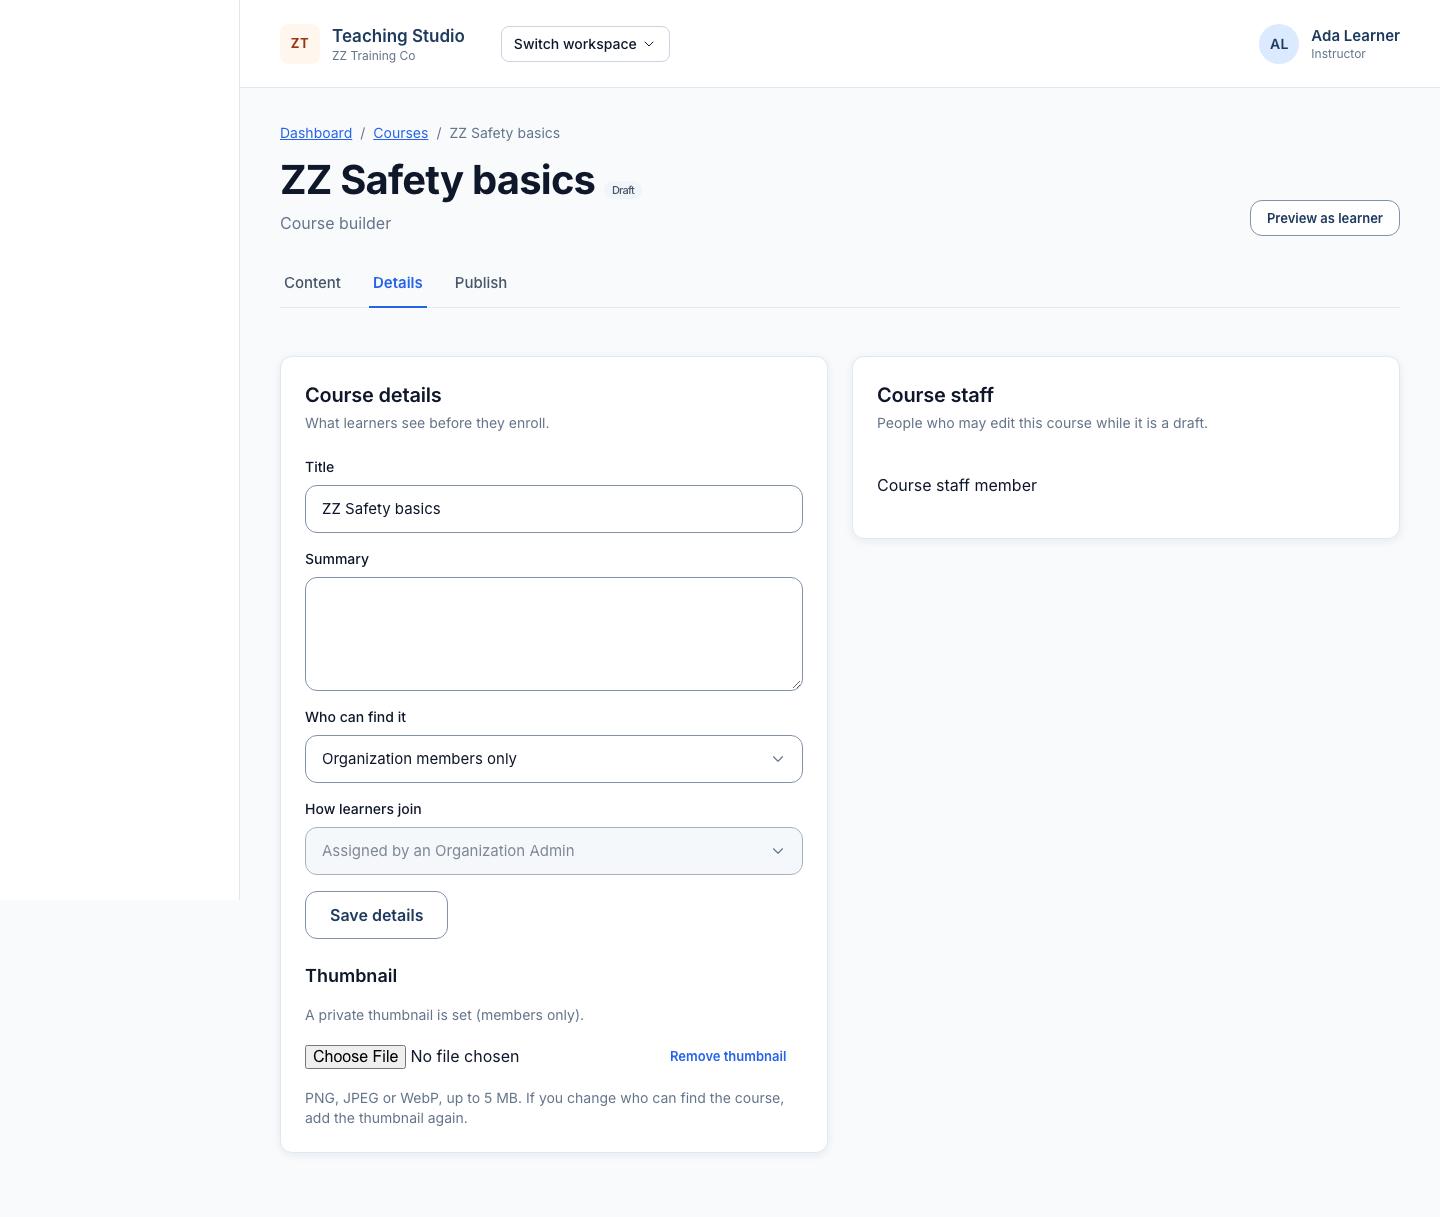 ZT
Teaching Studio
ZZ Training Co
Switch workspace
AL
Ada Learner
Instructor
Dashboard / Courses / ZZ Safety basics
ZZ Safety basics Draft
Course builder
Preview as learner
Content Details Publish
Course details
What learners see before they enroll.
Title
ZZ Safety basics
Summary
Who can find it
Organization members only
How learners join
Assigned by an Organization Admin
Save details
Thumbnail
A private thumbnail is set (members only).
Choose File No file chosen Remove thumbnail
PNG, JPEG or WebP, up to 5 MB. If you change who can find the course,
add the thumbnail again.
Course staff
People who may edit this course while it is a draft.
Course staff member